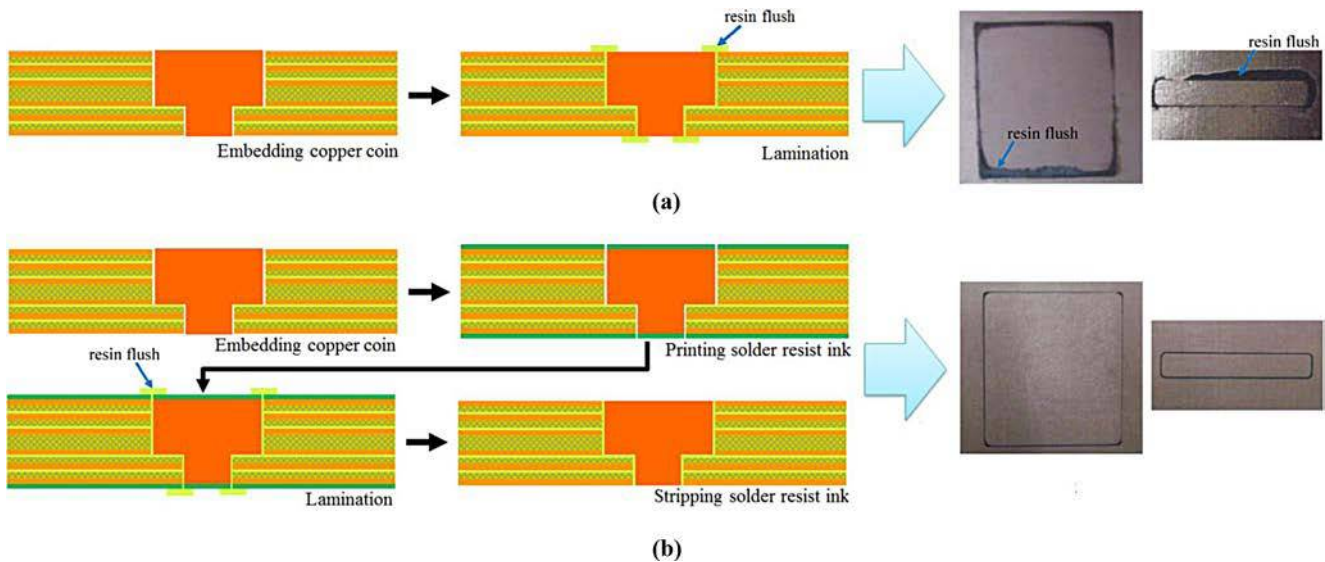 resin flush
Embedding copper coin
Lamination
resin flush
resin flush
(a)
Embedding copper coin
Printing solder resist ink
resin flush
Lamination
Stripping solder resist ink
(b)